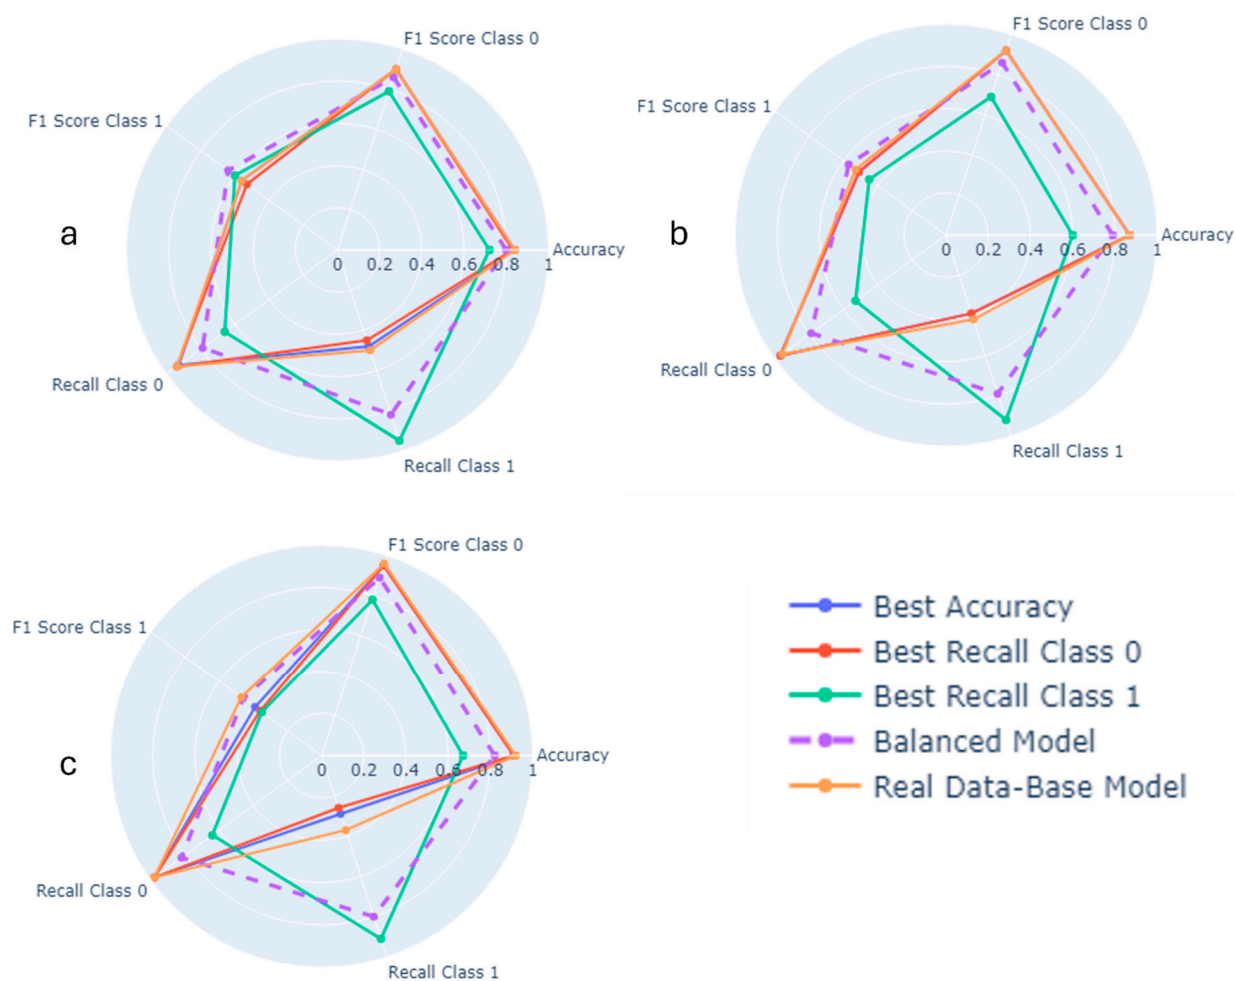 F1 Score Class 0
F1 Score Class 1
a
0 0.2 0.4 0.6 0.8 1
Accuracy
Recall Class 0
Recall Class 1
F1 Score Class 0
F1 Score Class 1
b
0 0.2 0.4 0.6 0.8 1
Accuracy
Recall Class 0
Recall Class 1
F1 Score Class 0
F1 Score Class 1
c
0 0.2 0.4 0.6 0.8 1
Accuracy
Recall Class 0
Recall Class 1
Best Accuracy
Best Recall Class 0
Best Recall Class 1
Balanced Model
Real Data-Base Model